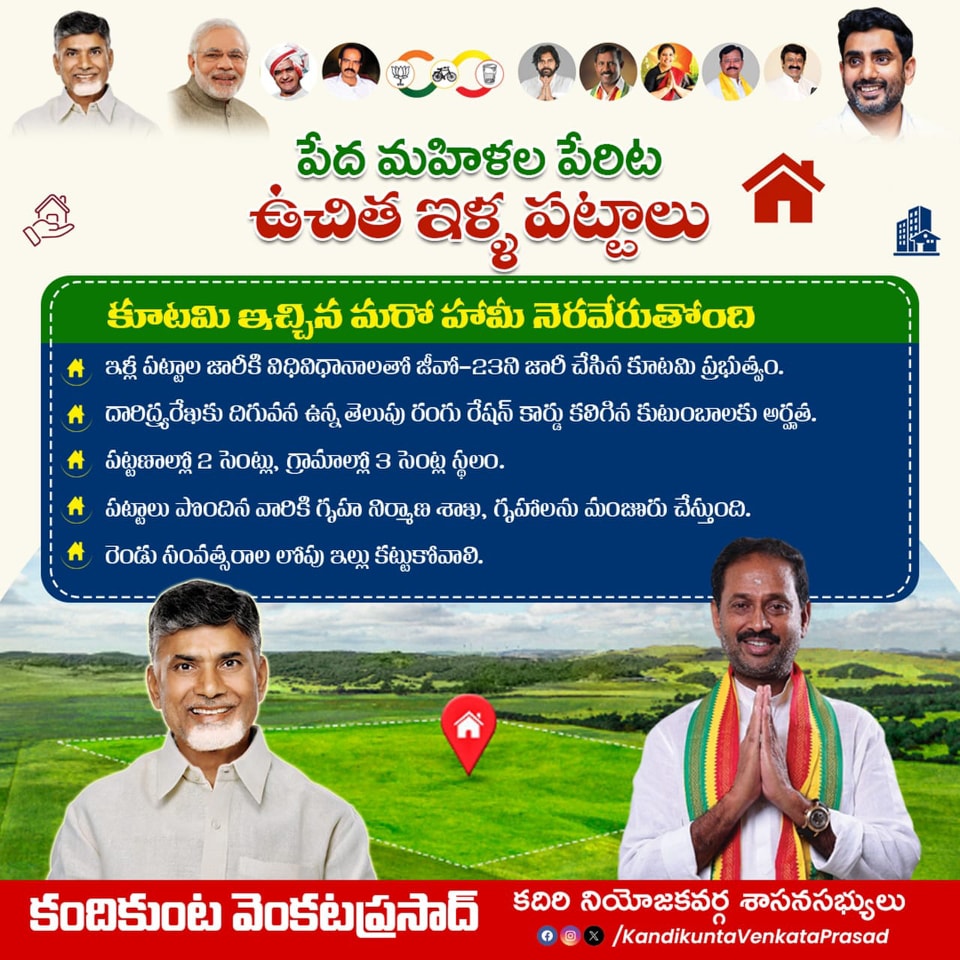 పేద మహిళల పేరిట
ఉచిత ఇళ్ళ పట్టాలు
కూటమి ఇచ్చిన మరో హామీ నెరవేరుతోంది
ఇళ్ల పట్టాల జారీకి విధివిధానాలతో జీవో-23ని జారీ చేసిన కూటమి ప్రభుత్వం.
దారిద్ర్యరేఖకు దిగువన ఉన్న తెలుపు రంగు రేషన్ కార్డు కలిగిన కుటుంబాలకు అర్హత.
పట్టణాల్లో 2 సెంట్లు, గ్రామాల్లో 3 సెంట్ల స్థలం.
పట్టాలు పొందిన వారికి గృహ నిర్మాణ శాఖ, గృహాలను మంజూరు చేస్తుంది.
రెండు సంవత్సరాల లోపు ఇల్లు కట్టుకోవాలి.
కందికుంట వెంకటప్రసాద్
కదిరి నియోజకవర్గ శాసనసభ్యులు
/KandikuntaVenkataPrasad